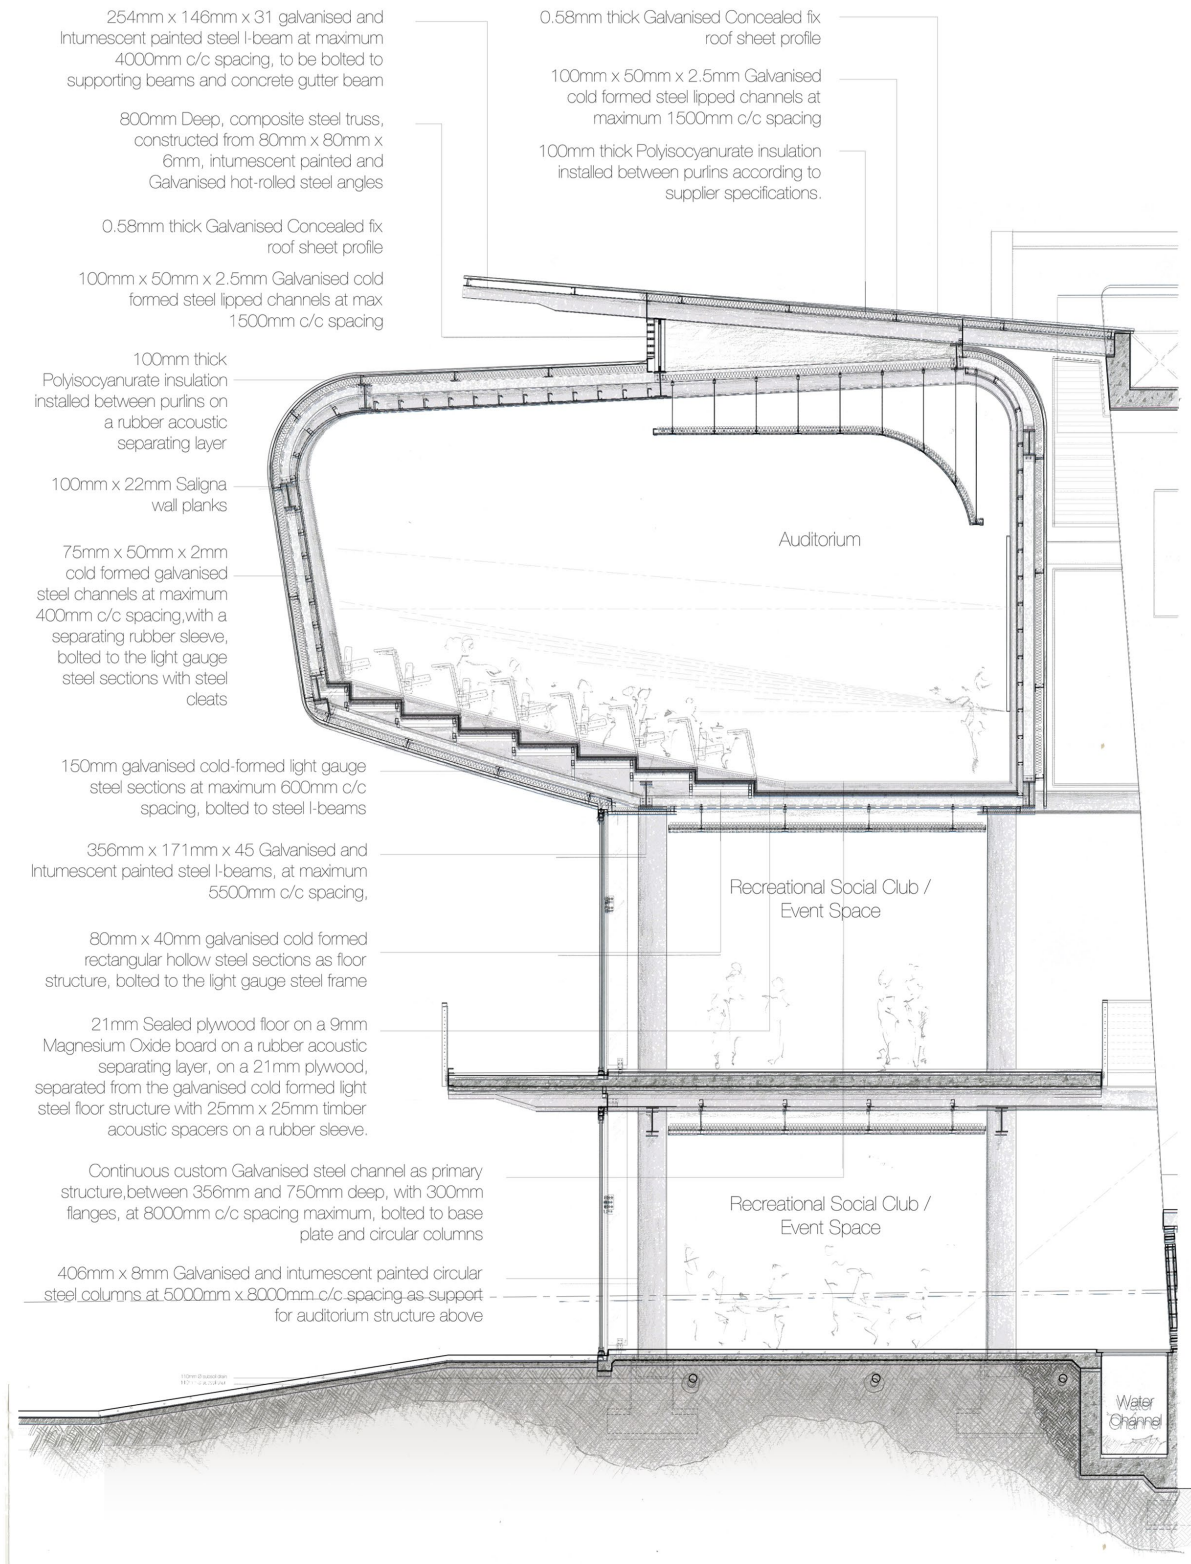 254mm x 146mm x 31 galvanised and
Intumescent painted steel I-beam at maximum
4000mm c/c spacing, to be bolted to
supporting beams and concrete gutter beam
800mm Deep, composite steel truss,
constructed from 80mm x 80mm x
6mm, intumescent painted and
Galvanised hot-rolled steel angles
0.58mm thick Galvanised Concealed fix
roof sheet profile
100mm x 50mm x 2.5mm Galvanised cold
formed steel lipped channels at max
1500mm c/c spacing
100mm thick
Polyisocyanurate insulation
installed between purlins on
a rubber acoustic
separating layer
100mm x 22mm Saligna
wall planks
75mm x 50mm x 2mm
cold formed galvanised
steel channels at maximum
400mm c/c spacing,with a
separating rubber sleeve,
bolted to the light gauge
steel sections with steel
cleats
150mm galvanised cold-formed light gauge
steel sections at maximum 600mm c/c
spacing, bolted to steel I-beams
356mm x 171mm x 45 Galvanised and
Intumescent painted steel I-beams, at maximum
5500mm c/c spacing,
80mm x 40mm galvanised cold formed
rectangular hollow steel sections as floor
structure, bolted to the light gauge steel frame
21mm Sealed plywood floor on a 9mm
Magnesium Oxide board on a rubber acoustic
separating layer, on a 21mm plywood,
separated from the galvanised cold formed light
steel floor structure with 25mm x 25mm timber
acoustic spacers on a rubber sleeve.
Continuous custom Galvanised steel channel as primary
structure,between 356mm and 750mm deep, with 300mm
flanges, at 8000mm c/c spacing maximum, bolted to base
plate and circular columns
406mm x 8mm Galvanised and intumescent painted circular
steel columns at 5000mm x 8000mm c/c spacing as support
for auditorium structure above
0.58mm thick Galvanised Concealed fix
roof sheet profile
100mm x 50mm x 2.5mm Galvanised
cold formed steel lipped channels at
maximum 1500mm c/c spacing
100mm thick Polyisocyanurate insulation
installed between purlins according to
supplier specifications.
Auditorium
Recreational Social Club /
Event Space
Recreational Social Club /
Event Space
Water
Channel